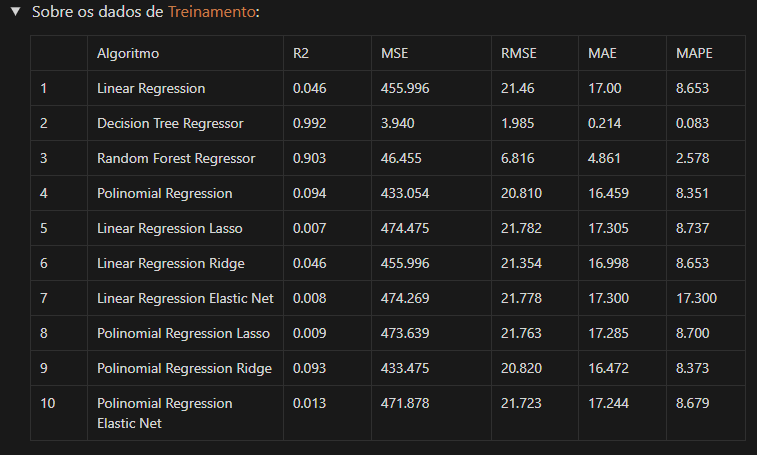 Sobre os dados de Treinamento:
Algoritmo R2 MSE RMSE MAE MAPE
1 Linear Regression 0.046 455.996 21.46 17.00 8.653
2 Decision Tree Regressor 0.992 3.940 1.985 0.214 0.083
3 Random Forest Regressor 0.903 46.455 6.816 4.861 2.578
4 Polinomial Regression 0.094 433.054 20.810 16.459 8.351
5 Linear Regression Lasso 0.007 474.475 21.782 17.305 8.737
6 Linear Regression Ridge 0.046 455.996 21.354 16.998 8.653
7 Linear Regression Elastic Net 0.008 474.269 21.778 17.300 17.300
8 Polinomial Regression Lasso 0.009 473.639 21.763 17.285 8.700
9 Polinomial Regression Ridge 0.093 433.475 20.820 16.472 8.373
10 Polinomial Regression 0.013 471.878 21.723 17.244 8.679
Elastic Net